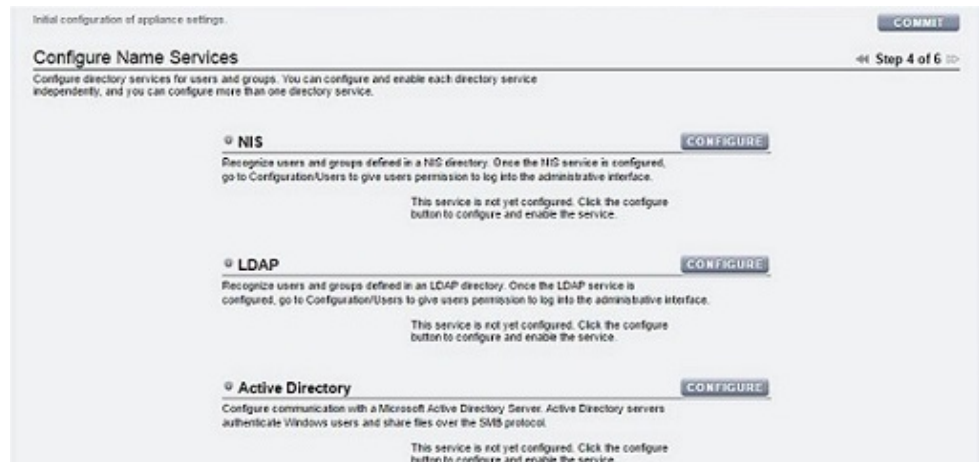 Initial configuration of appliance settings.
COMMIT
Configure Name Services
Step 4 of 6
Configure directory services for users and groups. You can configure and enable each directory service
independently, and you can configure more than one directory service.
NIS
CONFIGURE
Recognize users and groups defined in a NIS directory. Once the NIS service is configured,
go to Configuration/Users to give users permission to log into the administrative interface.
This service is not yet configured. Click the configure
button to configure and enable the service.
LDAP
CONFIGURE
Recognize users and groups defined in an LDAP directory. Once the LDAP service is
configured, go to Configuration/Users to give users permission to log into the administrative interface.
This service is not yet configured. Click the configure
button to configure and enable the service.
Active Directory
CONFIGURE
Configure communication with a Microsoft Active Directory Server. Active Directory servers
authenticate Windows users and share files over the SMB protocol.
This service is not yet configured. Click the configure
button to configure and enable the service.